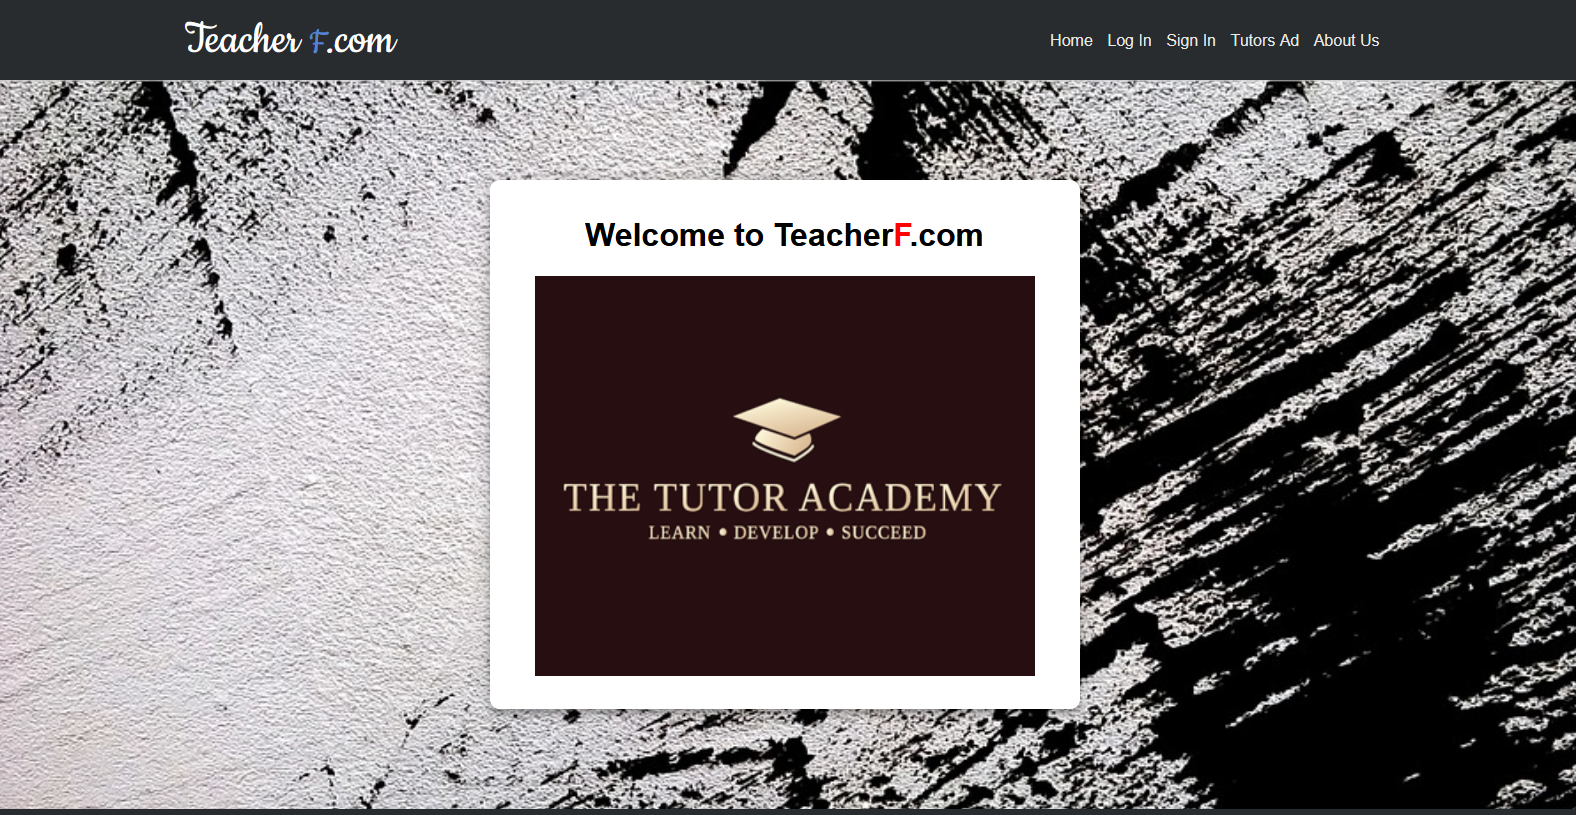 Teacher F.com
Home Log In Sign In Tutors Ad About Us
Welcome to TeacherF.com
THE TUTOR ACADEMY
LEARN • DEVELOP • SUCCEED